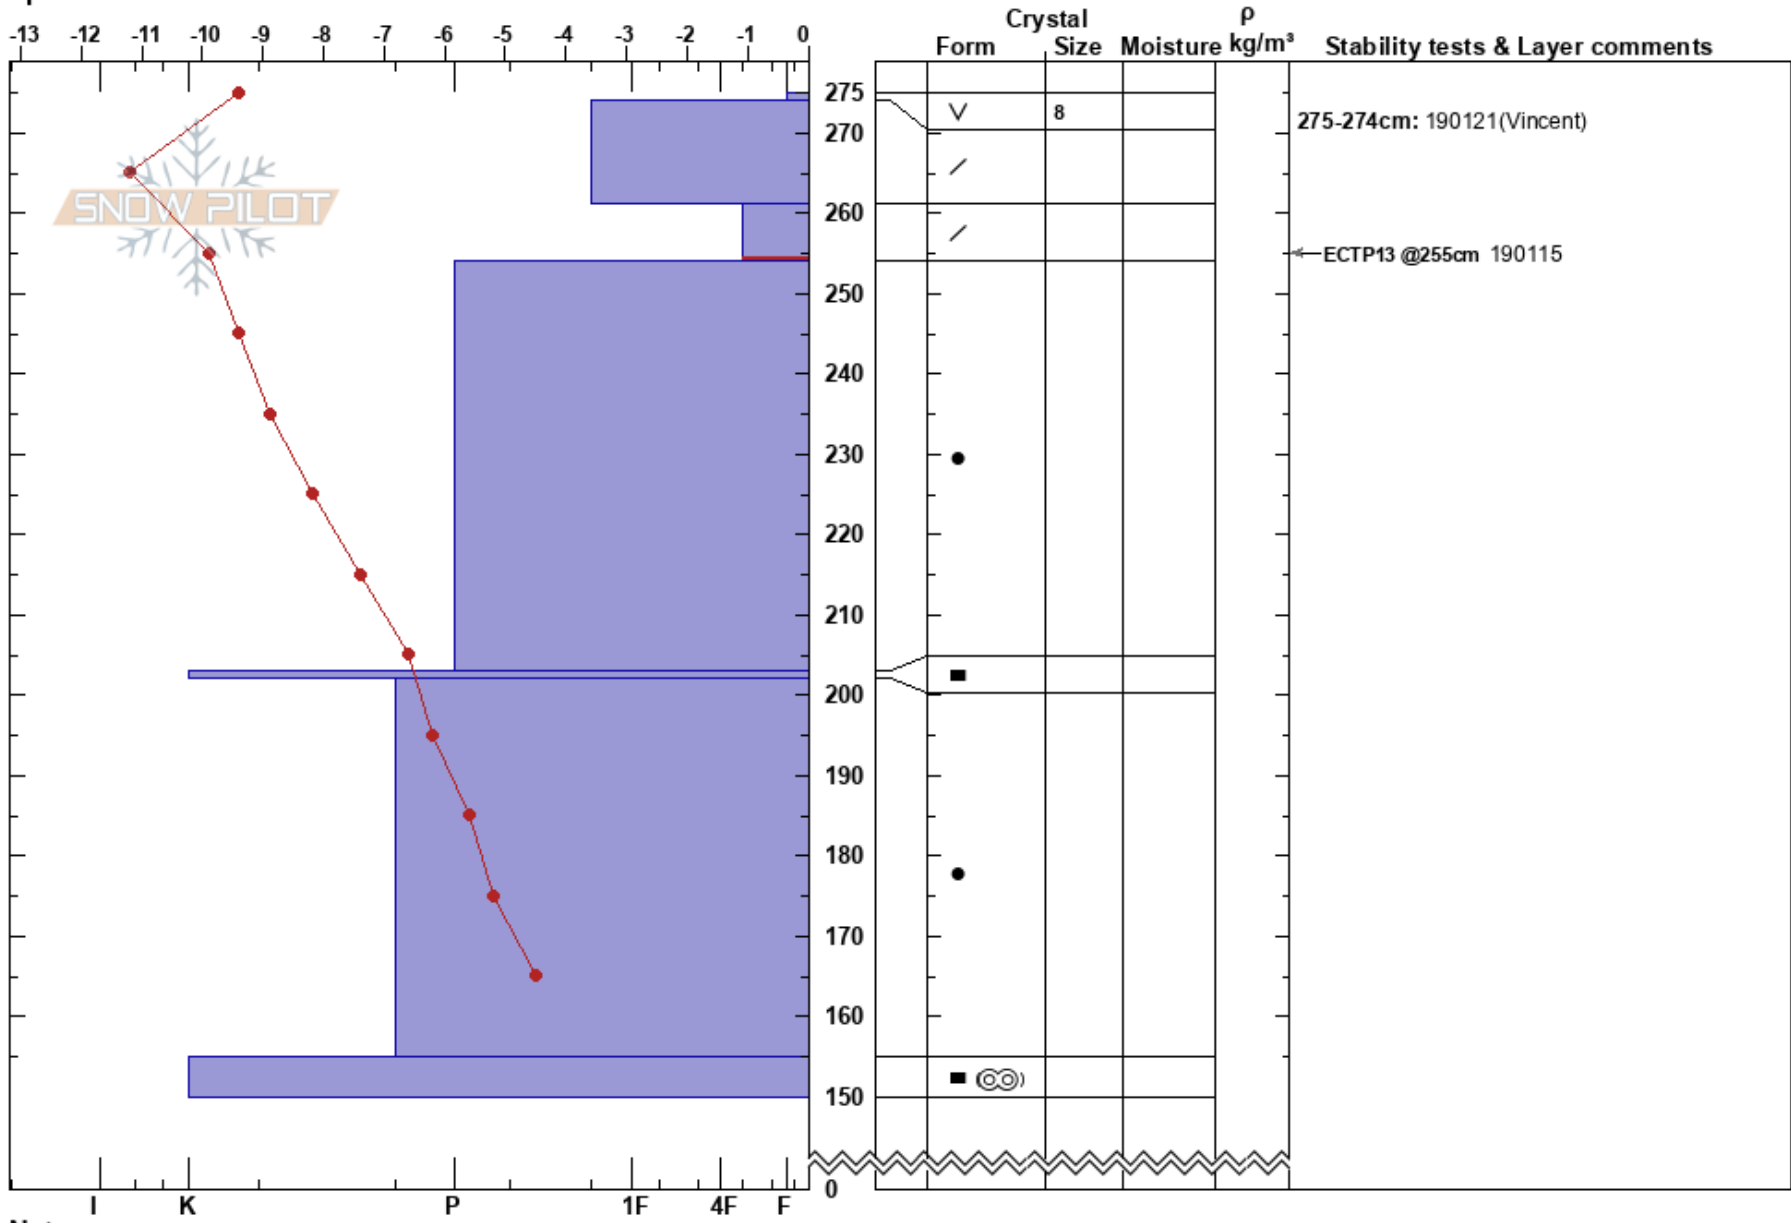 Crystal ρ
-13 -12 -11 -10 -9 -8 -7 -6 -5 -4 -3 -2 -1 0 Form Size Moisture kg/m³ Stability tests & Layer comments
275
8
275-274cm: 190121(Vincent)
270
SNOW PILOT
260
ECTP13 @255cm 190115
250
240
230
220
210
200
190
180
170
160
150
0
I K P 1F 4F F